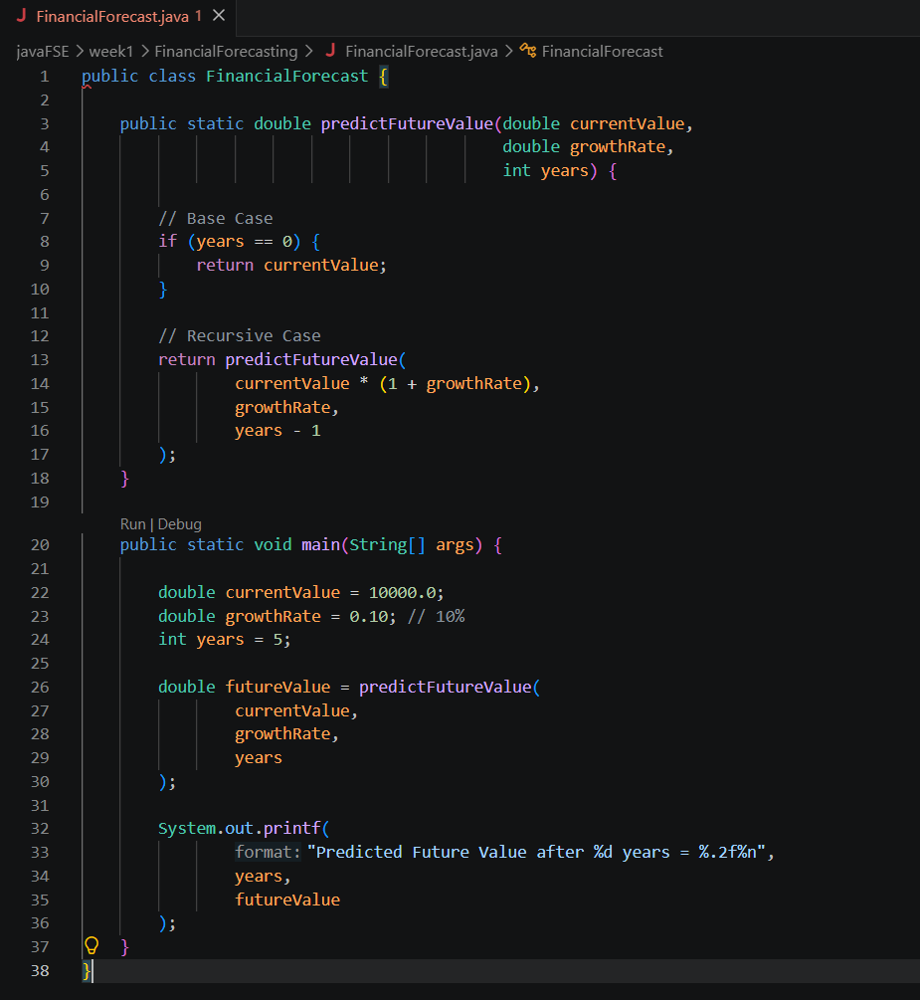 J FinancialForecast.java 1 ×
javaFSE > week1 > FinancialForecasting > J FinancialForecast.java > FinancialForecast
1 public class FinancialForecast {
2
3     public static double predictFutureValue(double currentValue,
4                                             double growthRate,
5                                             int years) {
6
7         // Base Case
8         if (years == 0) {
9             return currentValue;
10         }
11
12         // Recursive Case
13         return predictFutureValue(
14                 currentValue * (1 + growthRate),
15                 growthRate,
16                 years - 1
17         );
18     }
19
Run | Debug
20     public static void main(String[] args) {
21
22         double currentValue = 10000.0;
23         double growthRate = 0.10; // 10%
24         int years = 5;
25
26         double futureValue = predictFutureValue(
27                 currentValue,
28                 growthRate,
29                 years
30         );
31
32         System.out.printf(
33                 format: "Predicted Future Value after %d years = %.2f%n",
34                 years,
35                 futureValue
36         );
37     }
38 }